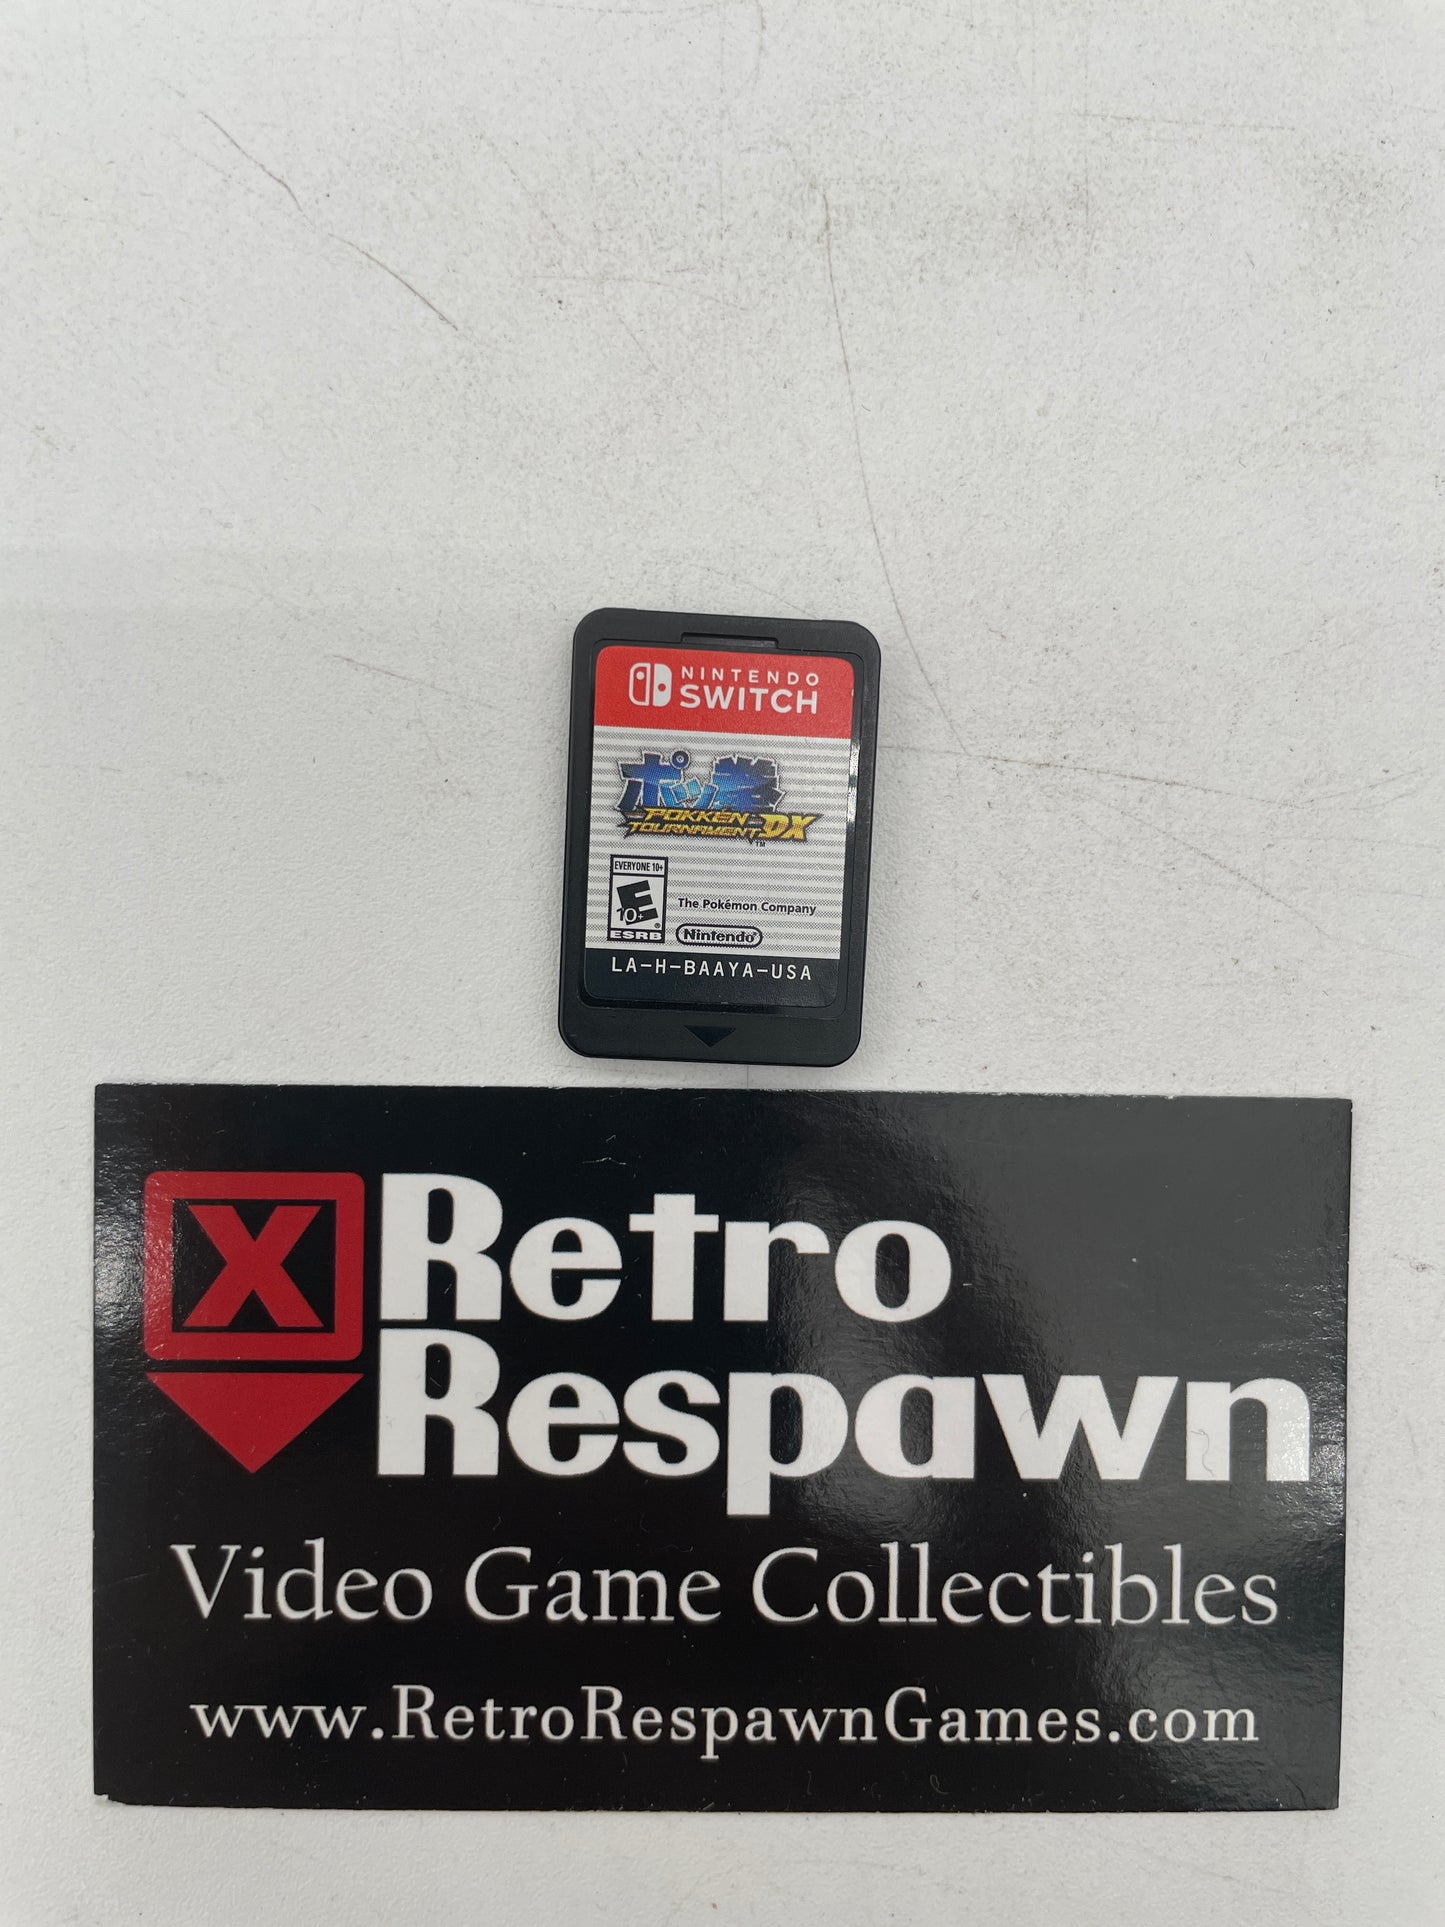 NINTENDO
SWITCH
ポッ拳
POKKÉN
TOURNAMENT DX
TM
EVERYONE 10+
E
10+
ESRB
The Pokémon Company
Nintendo
LA-H-BAAYA-USA
X
Retro
Respawn
Video Game Collectibles
www.RetroRespawnGames.com